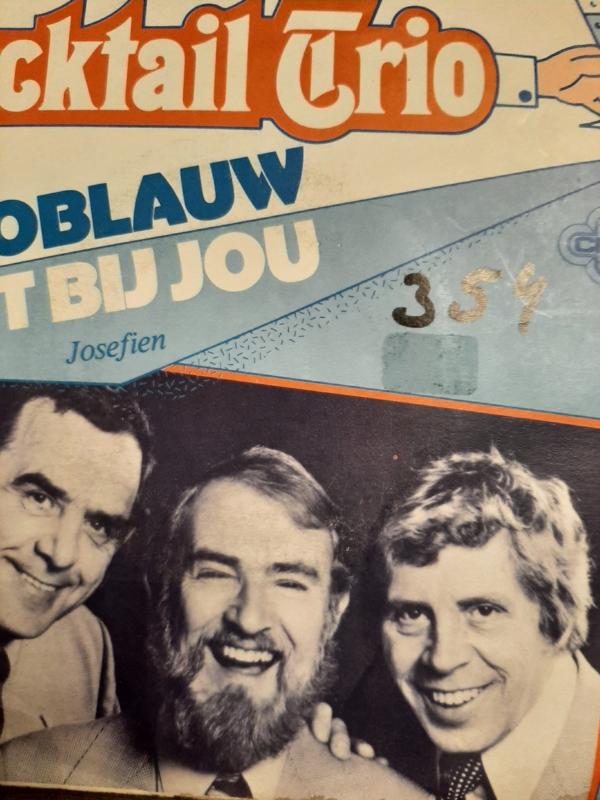 cktail Trio
OBLAUW
T BIJ JOU
Josefien
354